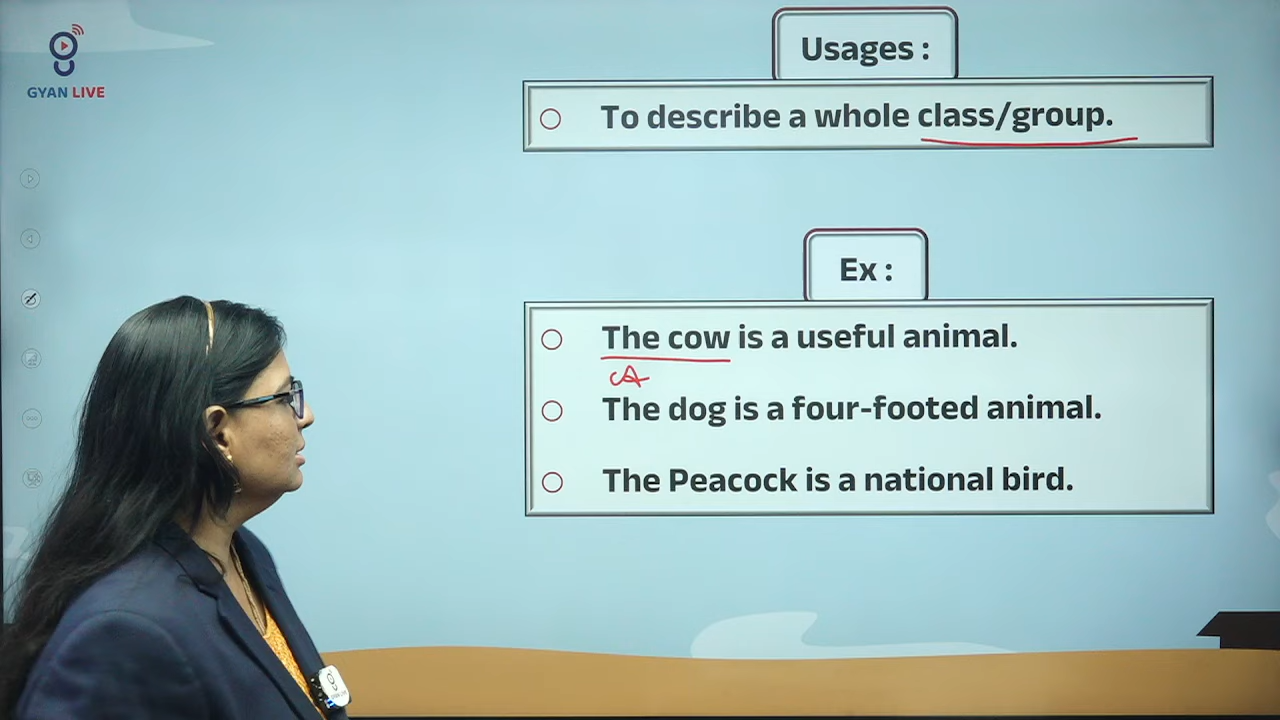 GYAN LIVE
Usages :
To describe a whole class/group.
Ex :
The cow is a useful animal.
A
The dog is a four-footed animal.
The Peacock is a national bird.